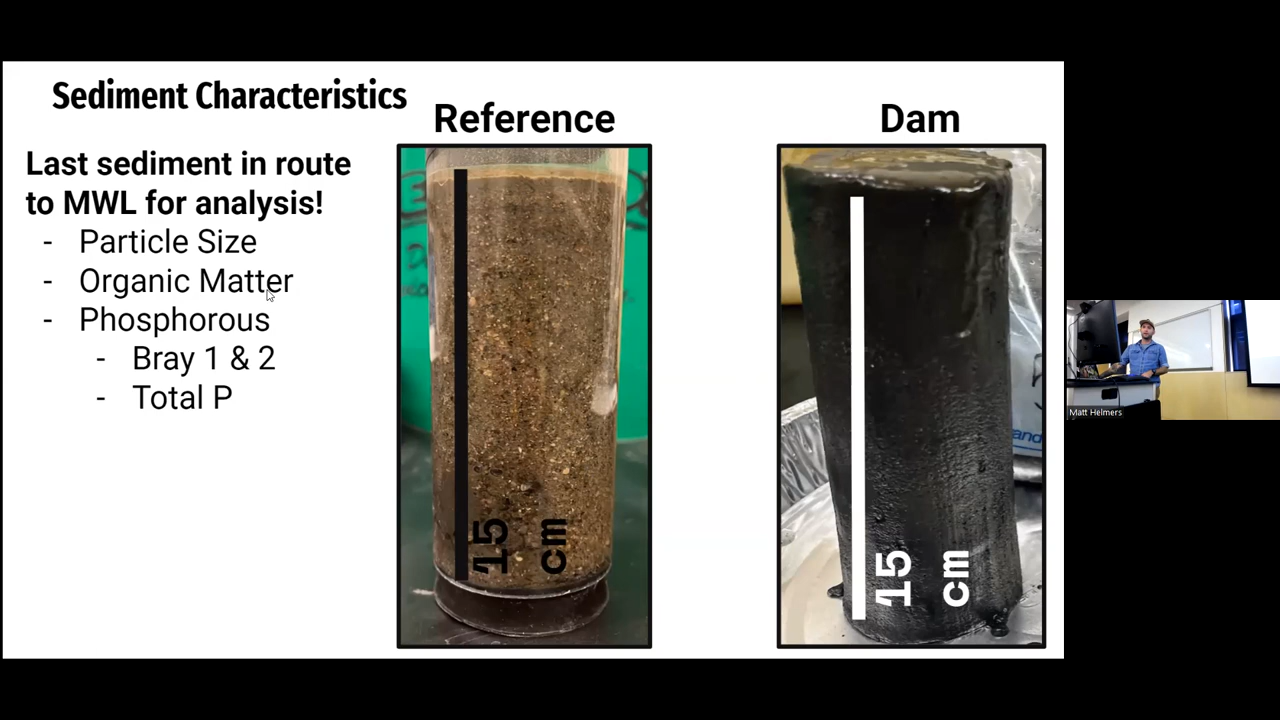 Sediment Characteristics
Last sediment in route
to MWL for analysis!
- Particle Size
- Organic Matter
- Phosphorous
- Bray 1 & 2
- Total P
Reference
15
cm
Dam
15
cm
and
Matt Helmers